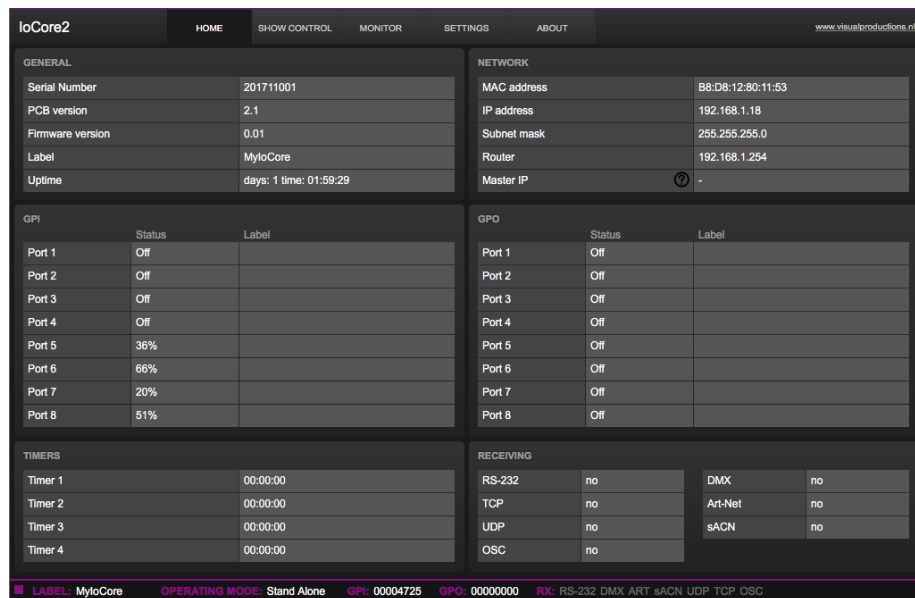 IoCore2 HOME SHOW CONTROL MONITOR SETTINGS ABOUT www.visualproductions.nl
GENERAL
Serial Number 201711001
PCB version 2.1
Firmware version 0.01
Label MyIoCore
Uptime days: 1 time: 01:59:29
NETWORK
MAC address B8:D8:12:80:11:53
IP address 192.168.1.18
Subnet mask 255.255.255.0
Router 192.168.1.254
Master IP ? -
GPI
Status Label
Port 1 Off
Port 2 Off
Port 3 Off
Port 4 Off
Port 5 36%
Port 6 66%
Port 7 20%
Port 8 51%
GPO
Status Label
Port 1 Off
Port 2 Off
Port 3 Off
Port 4 Off
Port 5 Off
Port 6 Off
Port 7 Off
Port 8 Off
TIMERS
Timer 1 00:00:00
Timer 2 00:00:00
Timer 3 00:00:00
Timer 4 00:00:00
RECEIVING
RS-232 no DMX no
TCP no Art-Net no
UDP no sACN no
OSC no
LABEL: MyIoCore OPERATING MODE: Stand Alone GPI: 00004725 GPO: 00000000 RX: RS-232 DMX ART sACN UDP TCP OSC